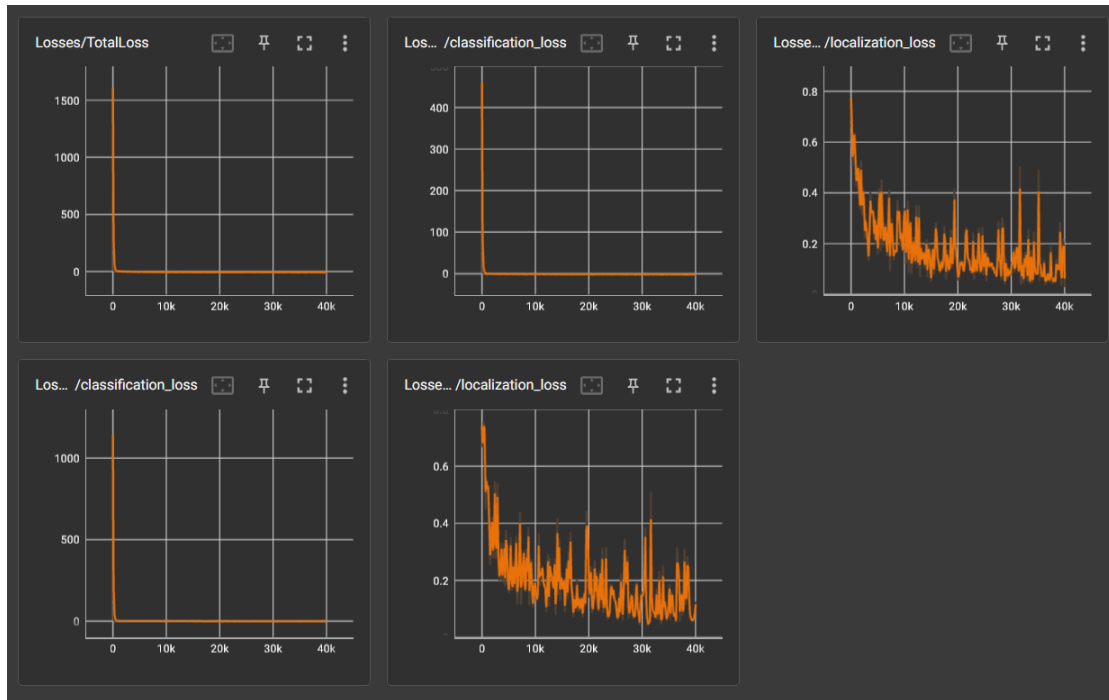 Losses/TotalLoss
1500
1000
500
0
0 10k 20k 30k 40k
Los... /classification_loss
400
300
200
100
0
0 10k 20k 30k 40k
Losse... /localization_loss
0.8
0.6
0.4
0.2
0 10k 20k 30k 40k
Los... /classification_loss
1000
500
0
0 10k 20k 30k 40k
Losse... /localization_loss
0.6
0.4
0.2
0 10k 20k 30k 40k